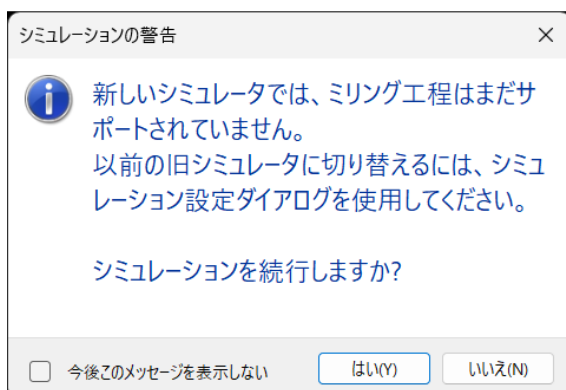 シミュレーションの警告
新しいシミュレータでは、ミリング工程はまだサ
ポートされていません。
以前の旧シミュレータに切り替えるには、シミュ
レーション設定ダイアログを使用してください。
シミュレーションを続行しますか?
今後このメッセージを表示しない
はい(Y)
いいえ(N)